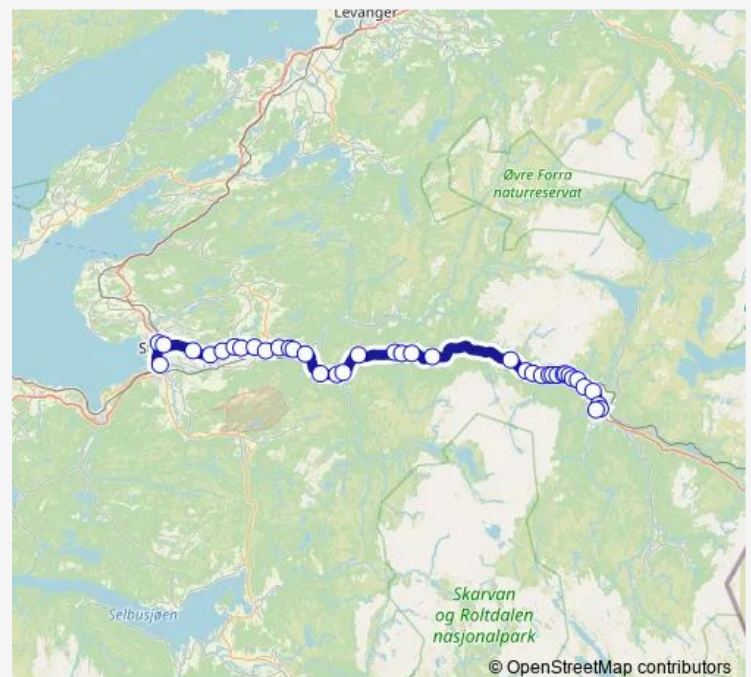 Levanger
Øvre Forra
naturreservat
S
Selbusjøen
Skarvan
og Roltdalen
nasjonalpark
© OpenStreetMap contributors